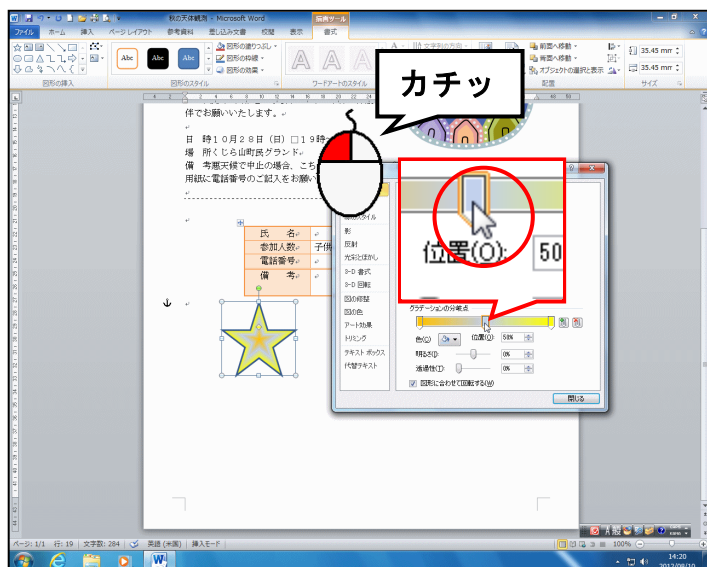 秋の天体観測 - Microsoft Word
描画ツール
ファイル ホーム 挿入 ページ レイアウト 参考資料 差し込み文書 校閲 表示 書式
Abc Abc Abc
図形の塗りつぶし
図形の枠線
図形の効果
A A A
文字列の方向
前面へ移動
背面へ移動
オブジェクトの選択と表示
35.45 mm
35.45 mm
図形の挿入 図形のスタイル ワードアートのスタイル 配置 サイズ
カチッ
伴でお願いいたします。
日 時10月28日(日)□19時
場 所くじら山町民グランド
備 考悪天候で中止の場合、こち
用紙に電話番号のご記入をお願い
氏 名
参加人数 子供
電話番号
備 考
影
反射
光彩とぼかし
3-D 書式
3-D 回転
図の修整
図の色
アート効果
トリミング
テキスト ボックス
代替テキスト
位置(O): 50
グラデーションの分岐点
色(C) 位置(O): 50%
明るさ(I): 0%
透過性(T): 0%
図形に合わせて回転する(W)
閉じる
ページ: 1/1 行: 19 文字数: 284 英語 (米国) 挿入モード 100%
A 般
14:20
2012/08/10